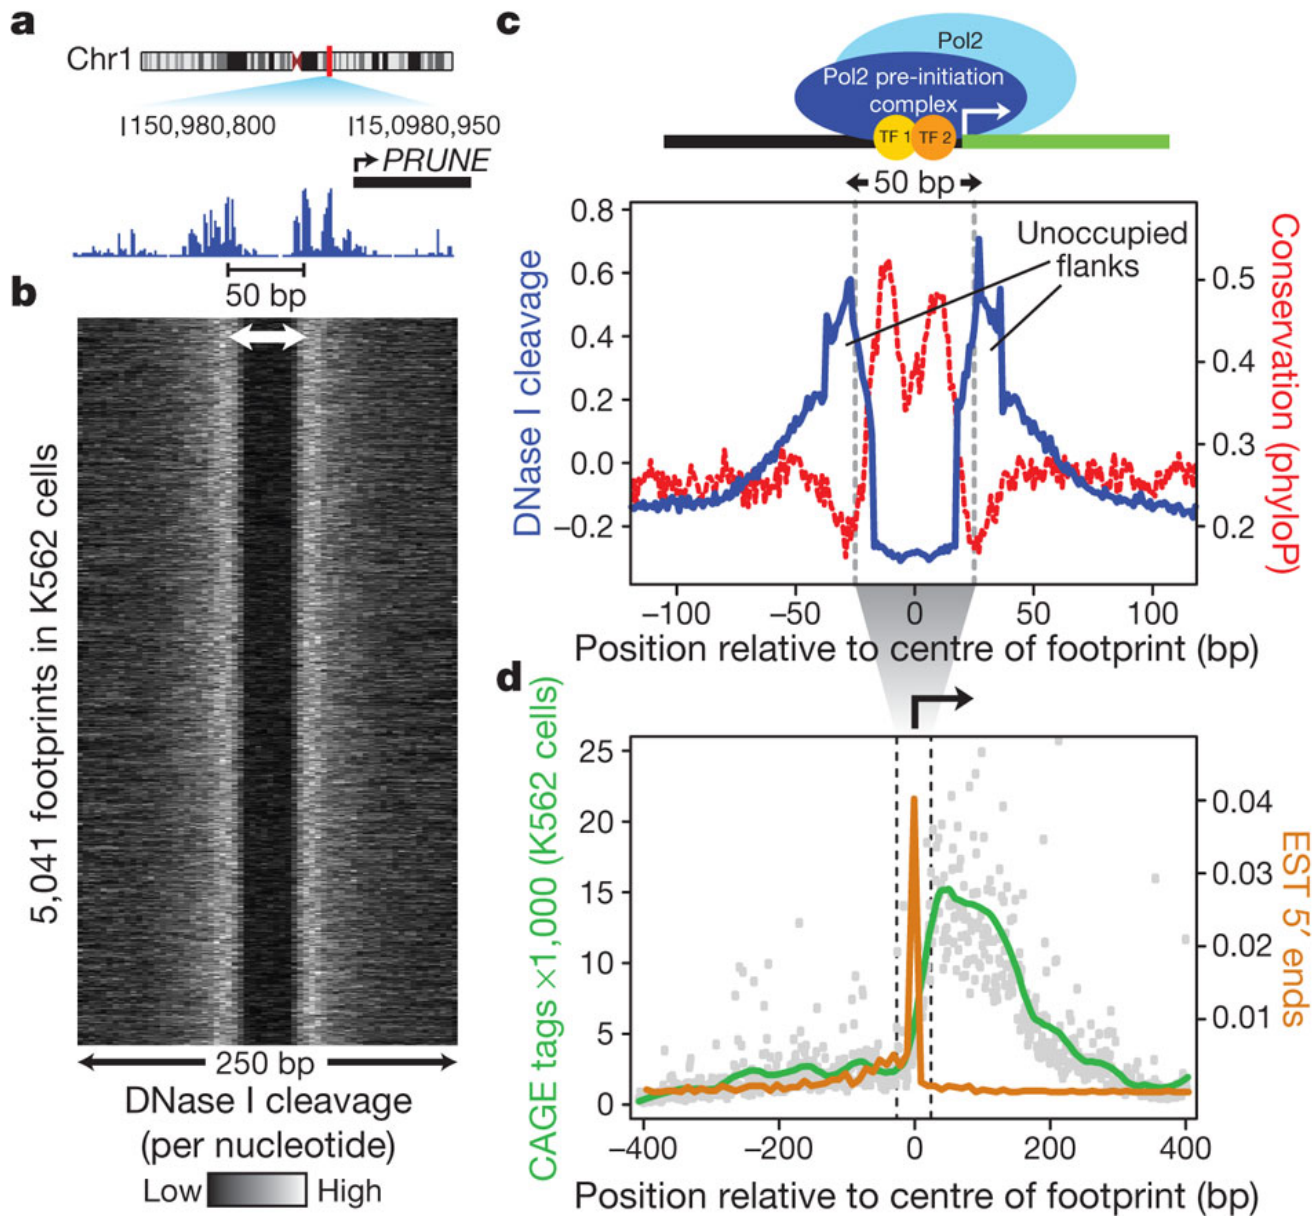 a
Chr1
150,980,800
15,0980,950
PRUNE
50 bp
b
5,041 footprints in K562 cells
250 bp
DNase I cleavage
(per nucleotide)
Low
High
c
Pol2
Pol2 pre-initiation
complex
TF 1
TF 2
50 bp
DNase I cleavage
0.8
0.6
0.4
0.2
0.0
−0.2
Unoccupied
flanks
0.5
0.4
0.3
0.2
Conservation (phyloP)
−100
−50
0
50
100
Position relative to centre of footprint (bp)
d
CAGE tags ×1,000 (K562 cells)
25
20
15
10
5
0
0.04
0.03
0.02
0.01
EST 5′ ends
−400
−200
0
200
400
Position relative to centre of footprint (bp)